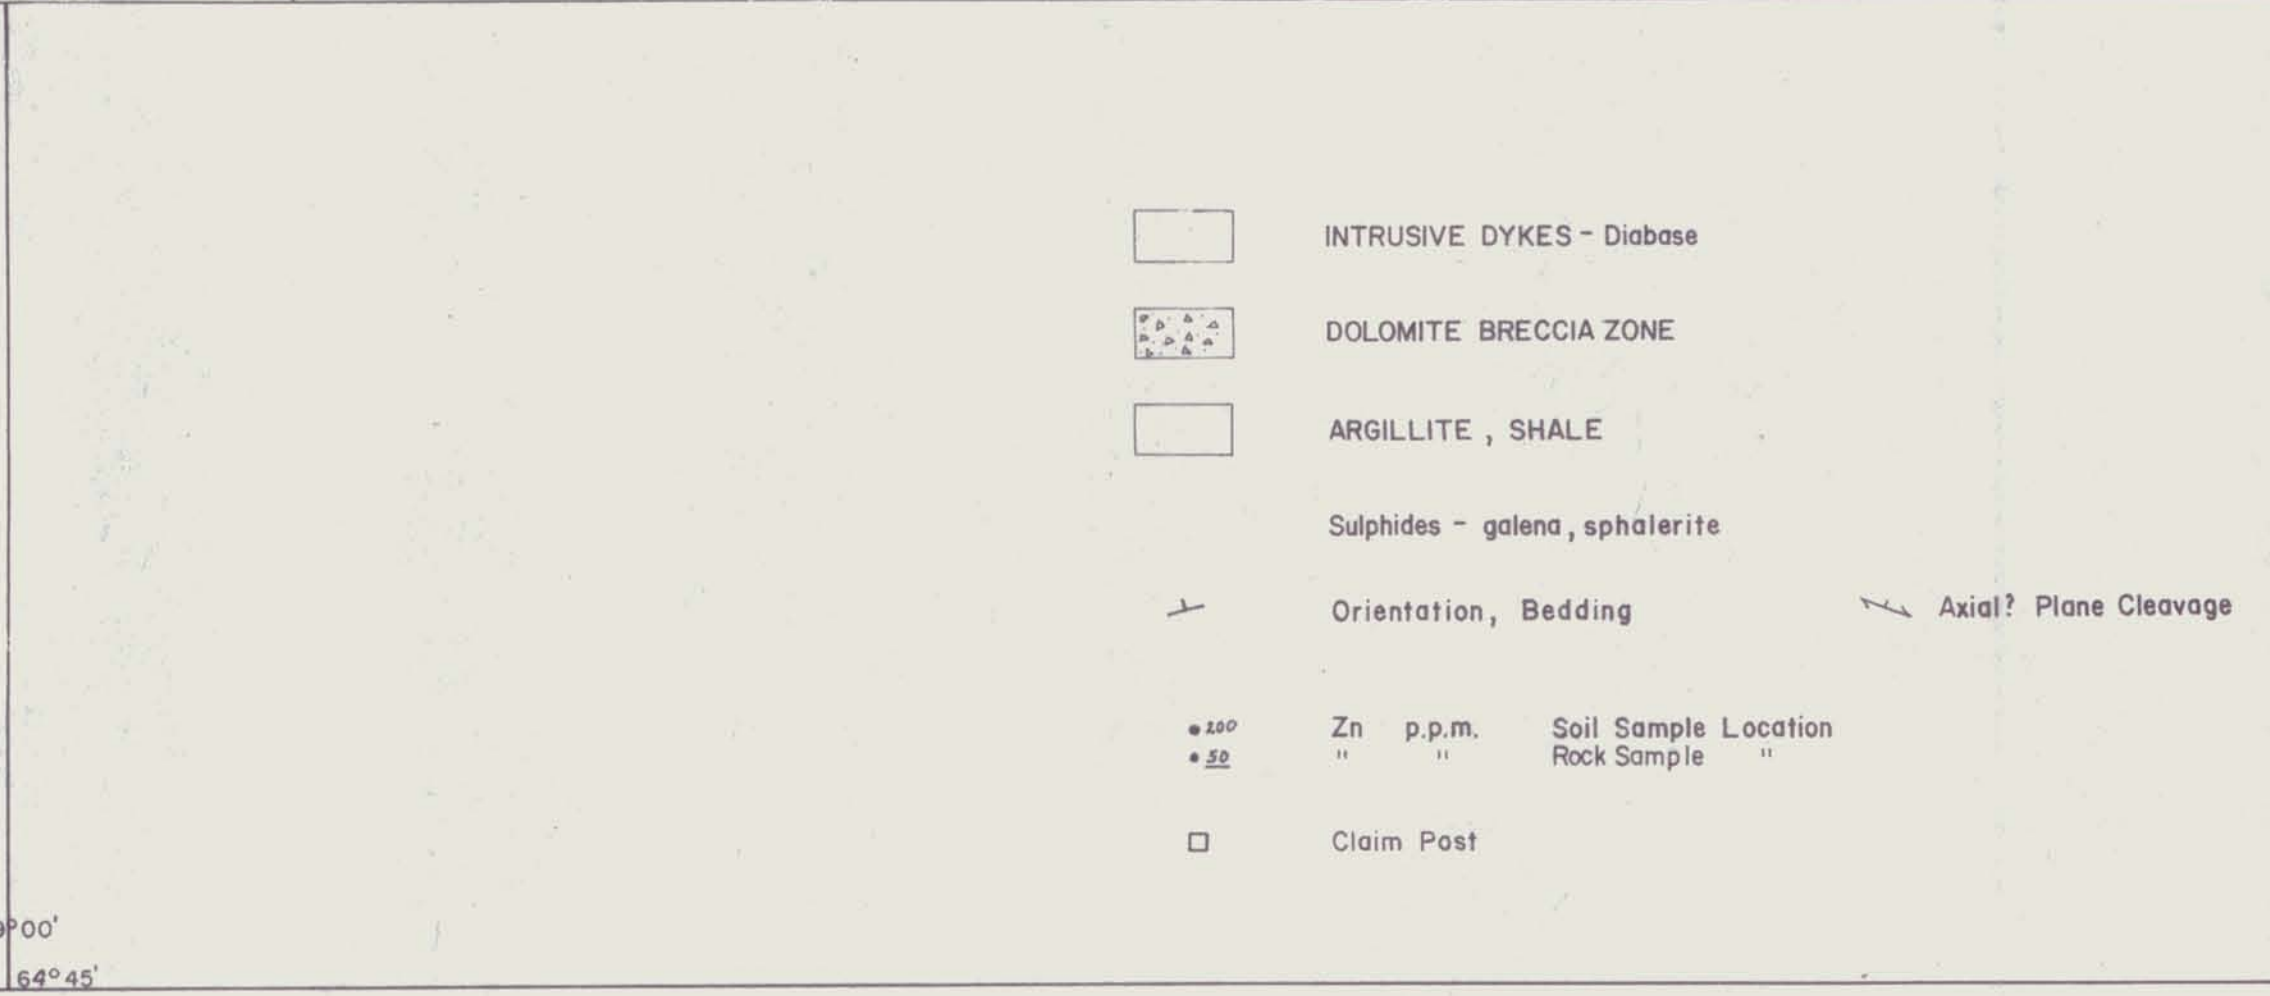 INTRUSIVE DYKES - Diabase
DOLOMITE BRECCIA ZONE
ARGILLITE , SHALE
Sulphides - galena, sphalerite
Orientation, Bedding
Axial? Plane Cleavage
200 Zn p.p.m. Soil Sample Location
50 " " Rock Sample "
Claim Post
°00'
64°45'